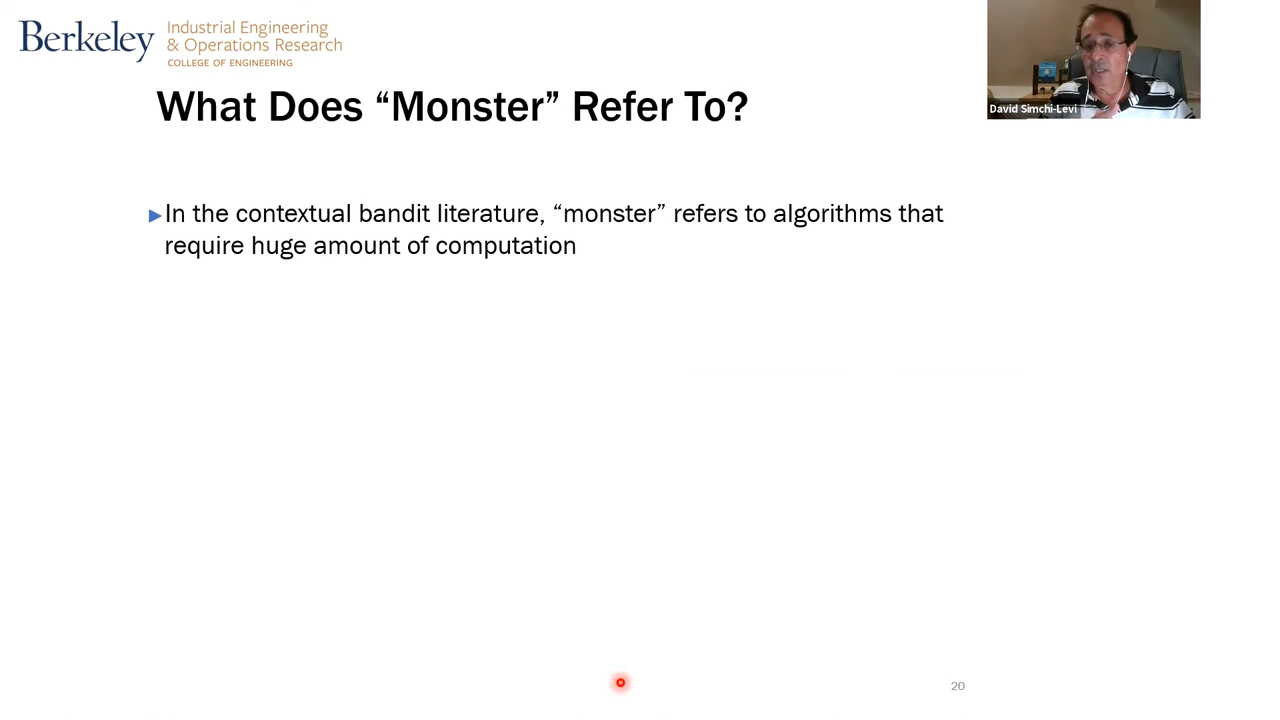 Berkeley
Industrial Engineering
& Operations Research
COLLEGE OF ENGINEERING
David Simchi-Levi
What Does “Monster” Refer To?
▶In the contextual bandit literature, “monster” refers to algorithms that
require huge amount of computation
20